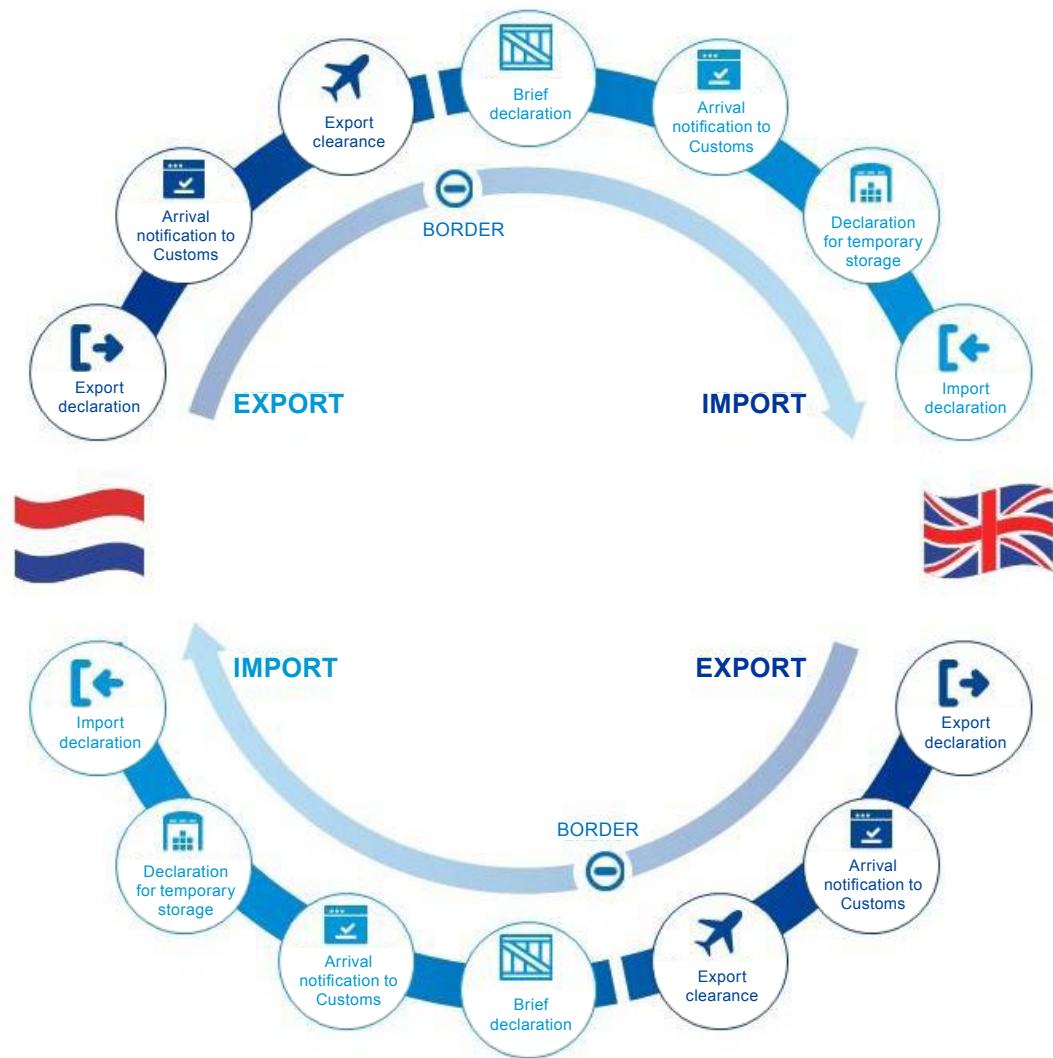 Brief
declaration
Arrival
notification to
Customs
Export
clearance
Arrival
notification to
Customs
Declaration
for temporary
storage
BORDER
Export
declaration
Import
declaration
EXPORT
IMPORT
IMPORT
EXPORT
Import
declaration
Export
declaration
BORDER
Declaration
for temporary
storage
Arrival
notification to
Customs
Arrival
notification to
Customs
Export
clearance
Brief
declaration